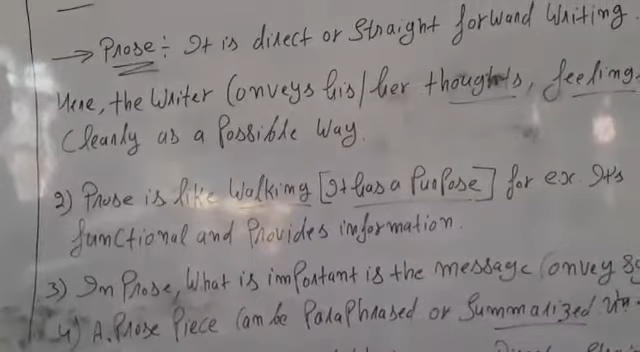 → Prose :- It is direct or Straight forward Writing.
Here, the Writer Conveys his/her thoughts, feeling
Clearly as a Possible Way.
2) Prose is like Walking [It has a Purpose] for ex. It's
functional and Provides information.
3) In Prose, What is important is the message Convey
4) A. Prose Piece Can be Paraphrased or Summarized